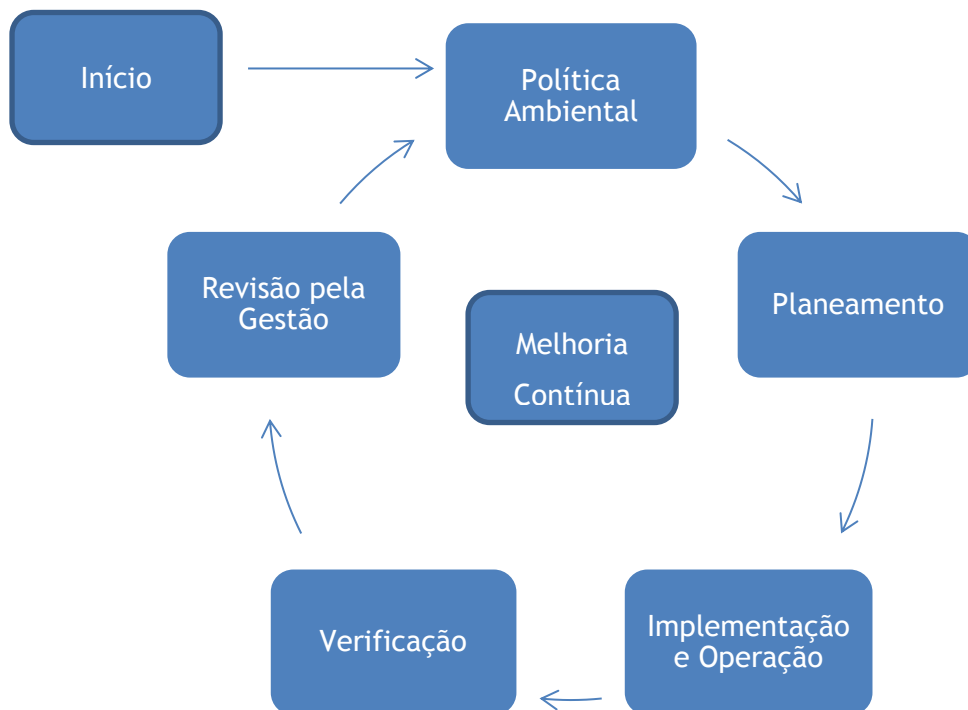 Início
Política
Ambiental
Revisão pela
Gestão
Planeamento
Melhoria
Contínua
Verificação
Implementação
e Operação